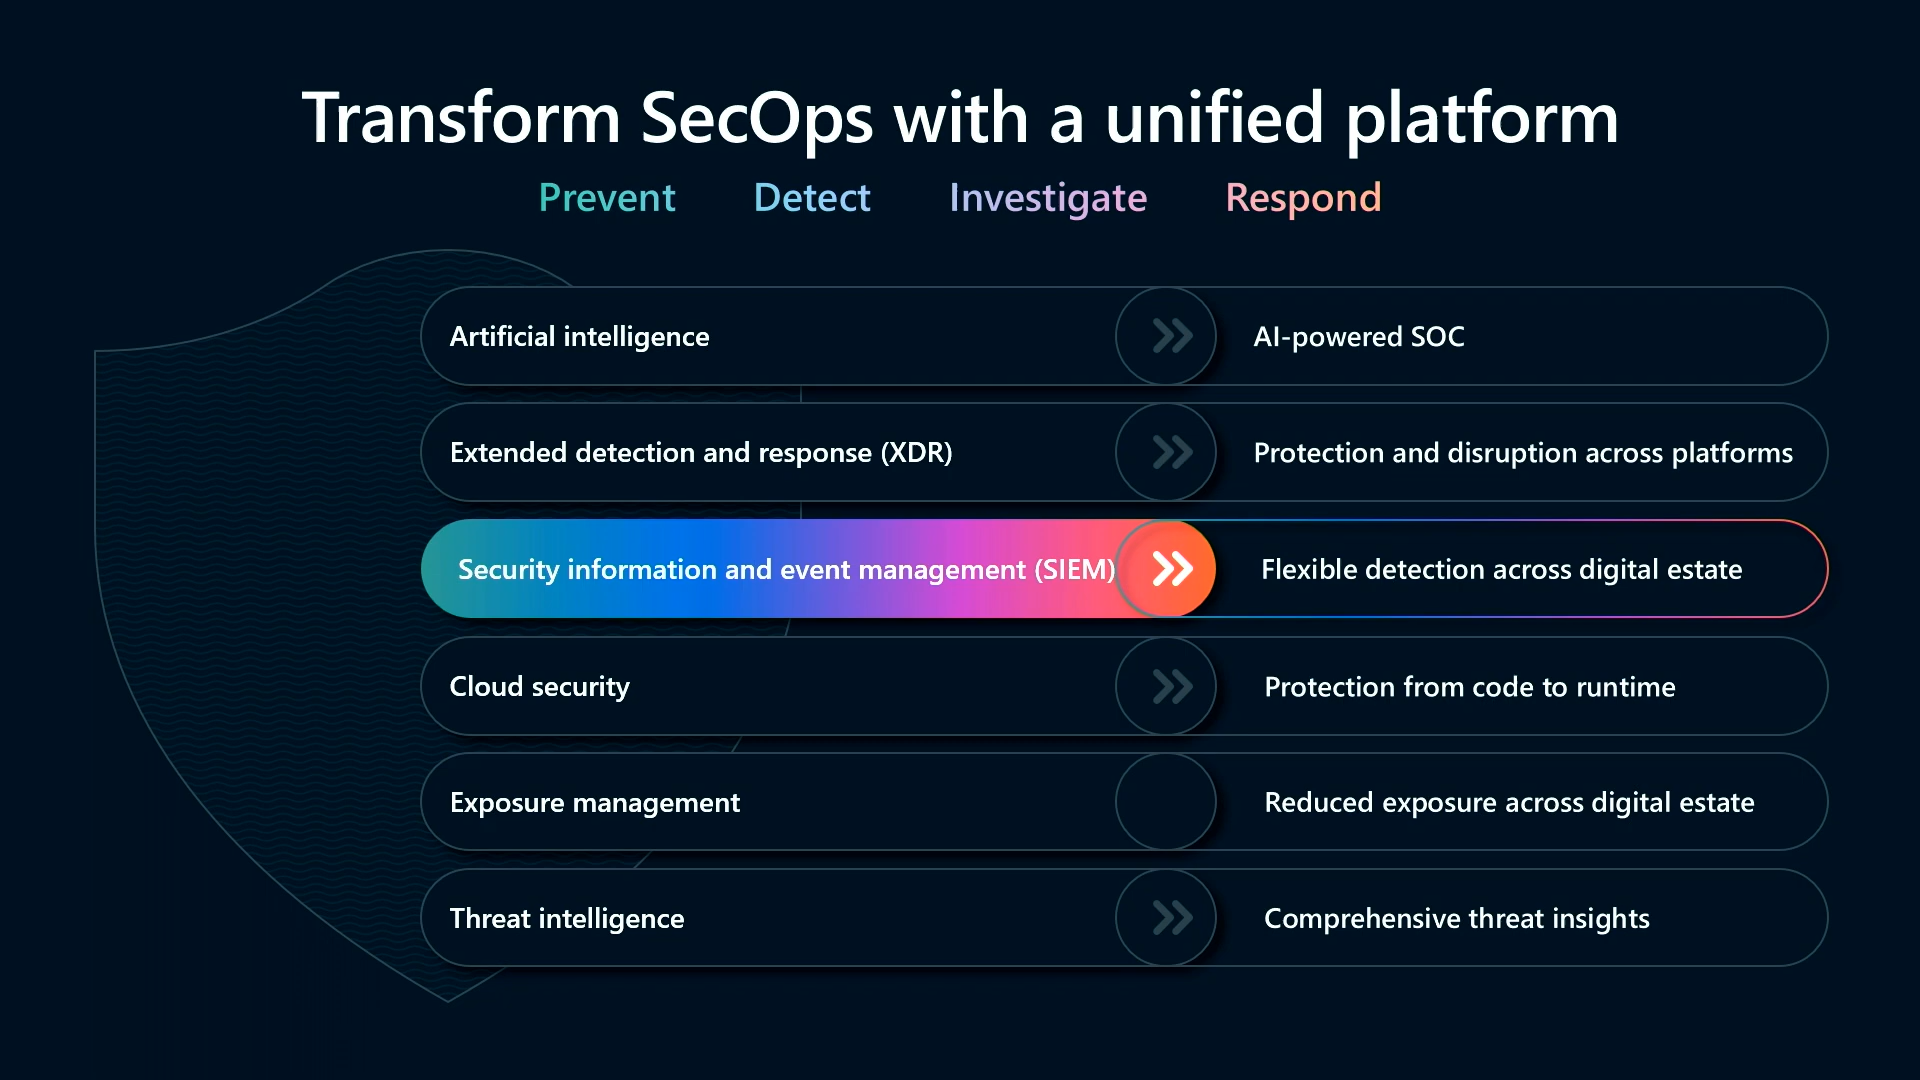 Transform SecOps with a unified platform
Prevent Detect Investigate Respond
Artificial intelligence AI-powered SOC
Extended detection and response (XDR) Protection and disruption across platforms
Security information and event management (SIEM) Flexible detection across digital estate
Cloud security Protection from code to runtime
Exposure management Reduced exposure across digital estate
Threat intelligence Comprehensive threat insights